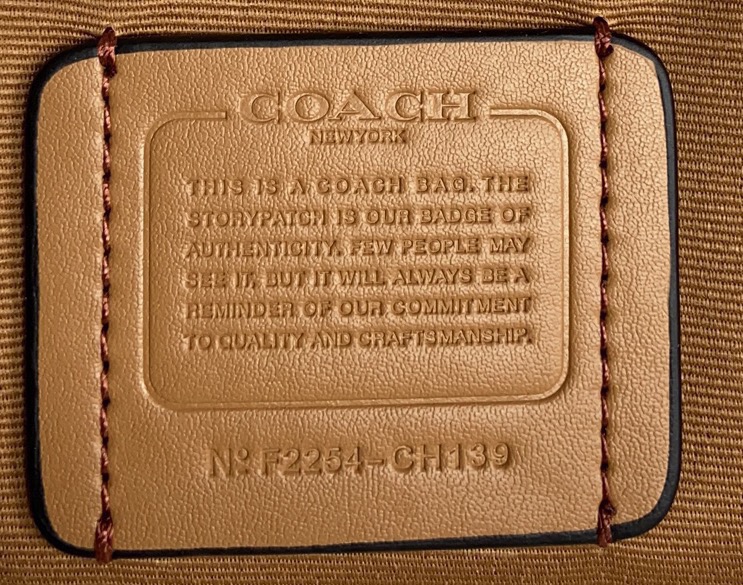 COACH
NEW YORK
THIS IS A COACH BAG. THE
STORYPATCH IS OUR BADGE OF
AUTHENTICITY. FEW PEOPLE MAY
SEE IT, BUT IT WILL ALWAYS BE A
REMINDER OF OUR COMMITMENT
TO QUALITY AND CRAFTSMANSHIP.
Nº F2254-CH139